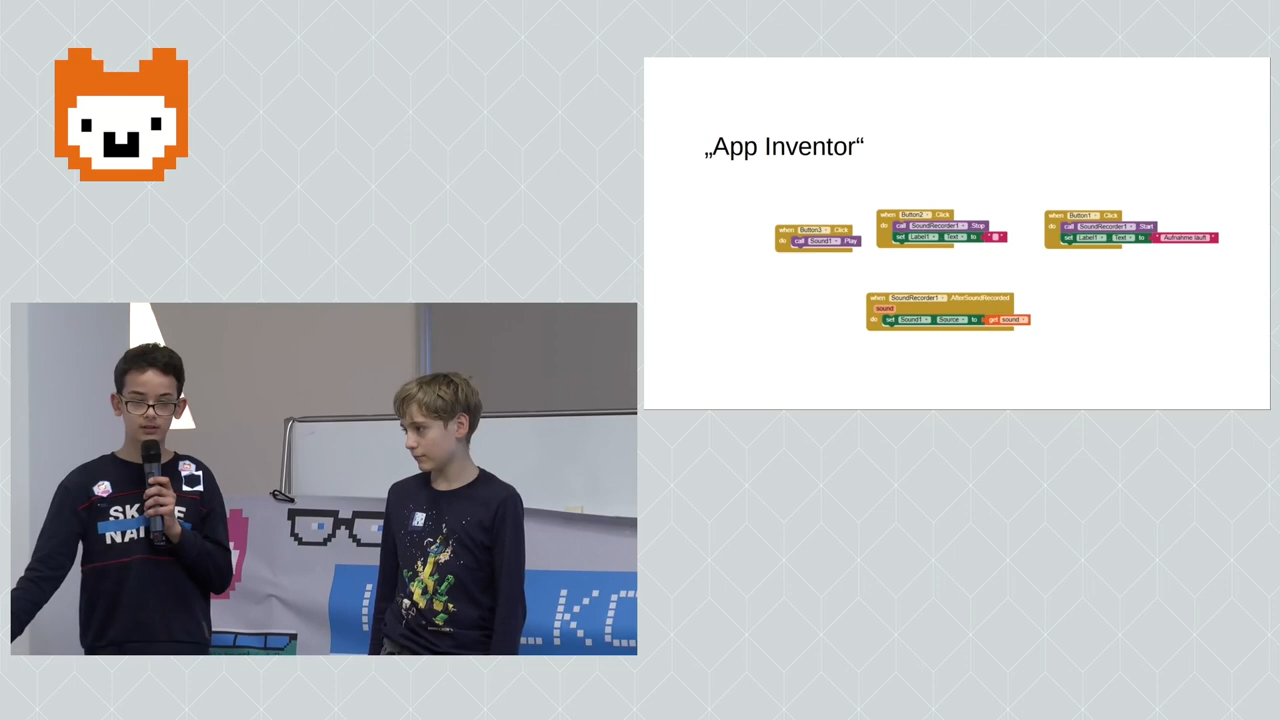 „App Inventor“
when Button3 .Click
do call Sound1 .Play
when Button2 .Click
do call SoundRecorder1 .Stop
set Label1 . Text to " "
when Button1 .Click
do call SoundRecorder1 .Start
set Label1 . Text to " Aufnahme läuft "
when SoundRecorder1 .AfterSoundRecorded
sound
do set Sound1 . Source to get sound